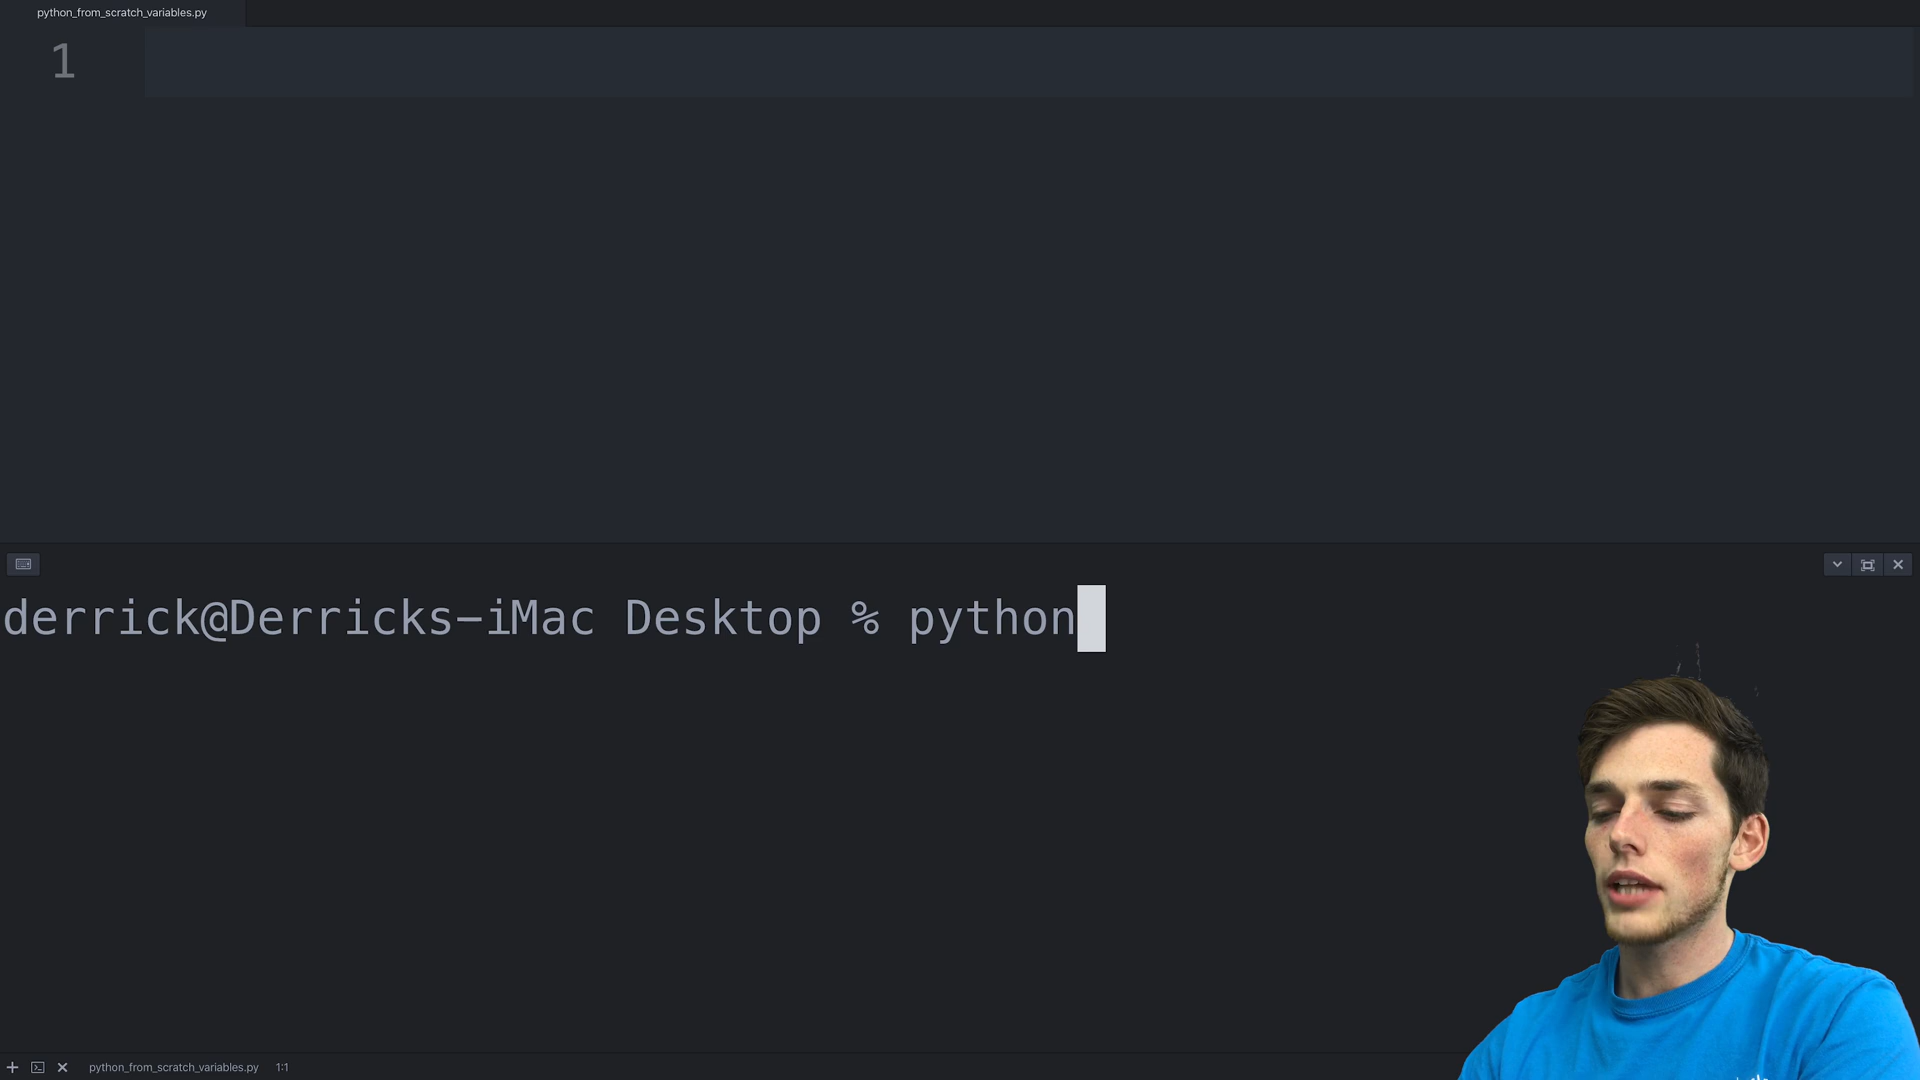 python_from_scratch_variables.py
1
derrick@Derricks-iMac Desktop % python
python_from_scratch_variables.py 1:1